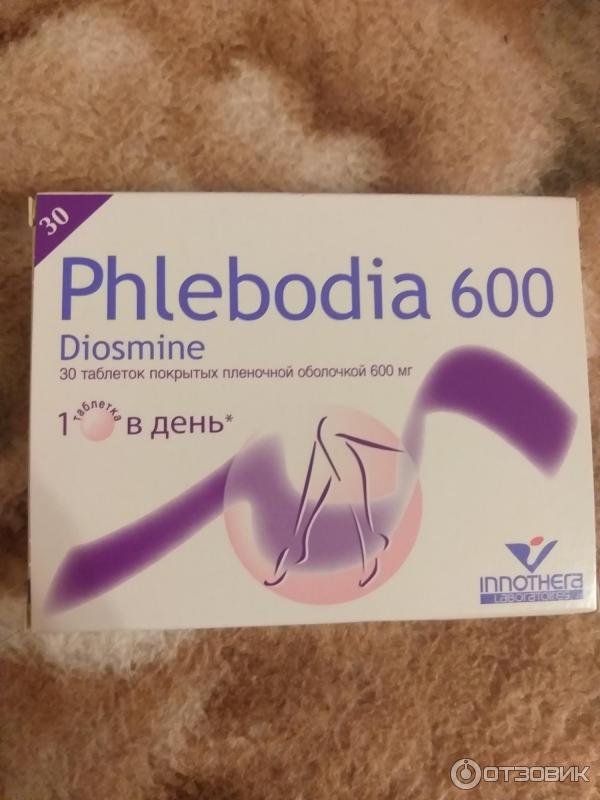 30
Phlebodia 600
Diosmine
30 таблеток покрытых пленочной оболочкой 600 мг
1 таблетка в день*
INNOTHERA
LABORATOIRES
ОТЗОВИК